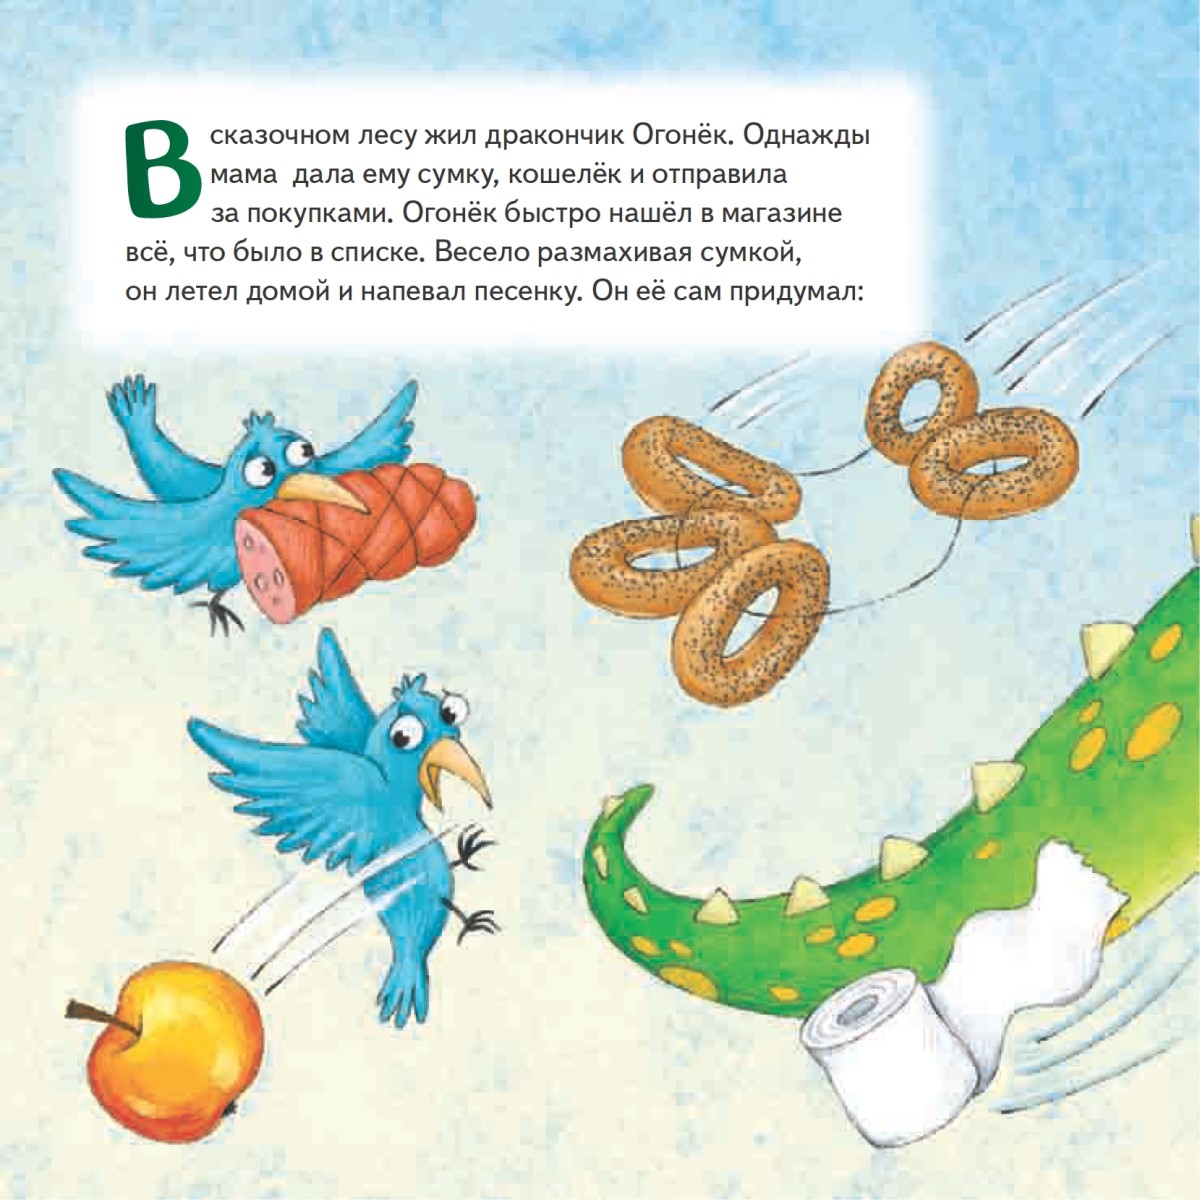 В сказочном лесу жил дракончик Огонёк. Однажды
мама дала ему сумку, кошелёк и отправила
за покупками. Огонёк быстро нашёл в магазине
всё, что было в списке. Весело размахивая сумкой,
он летел домой и напевал песенку. Он её сам придумал: